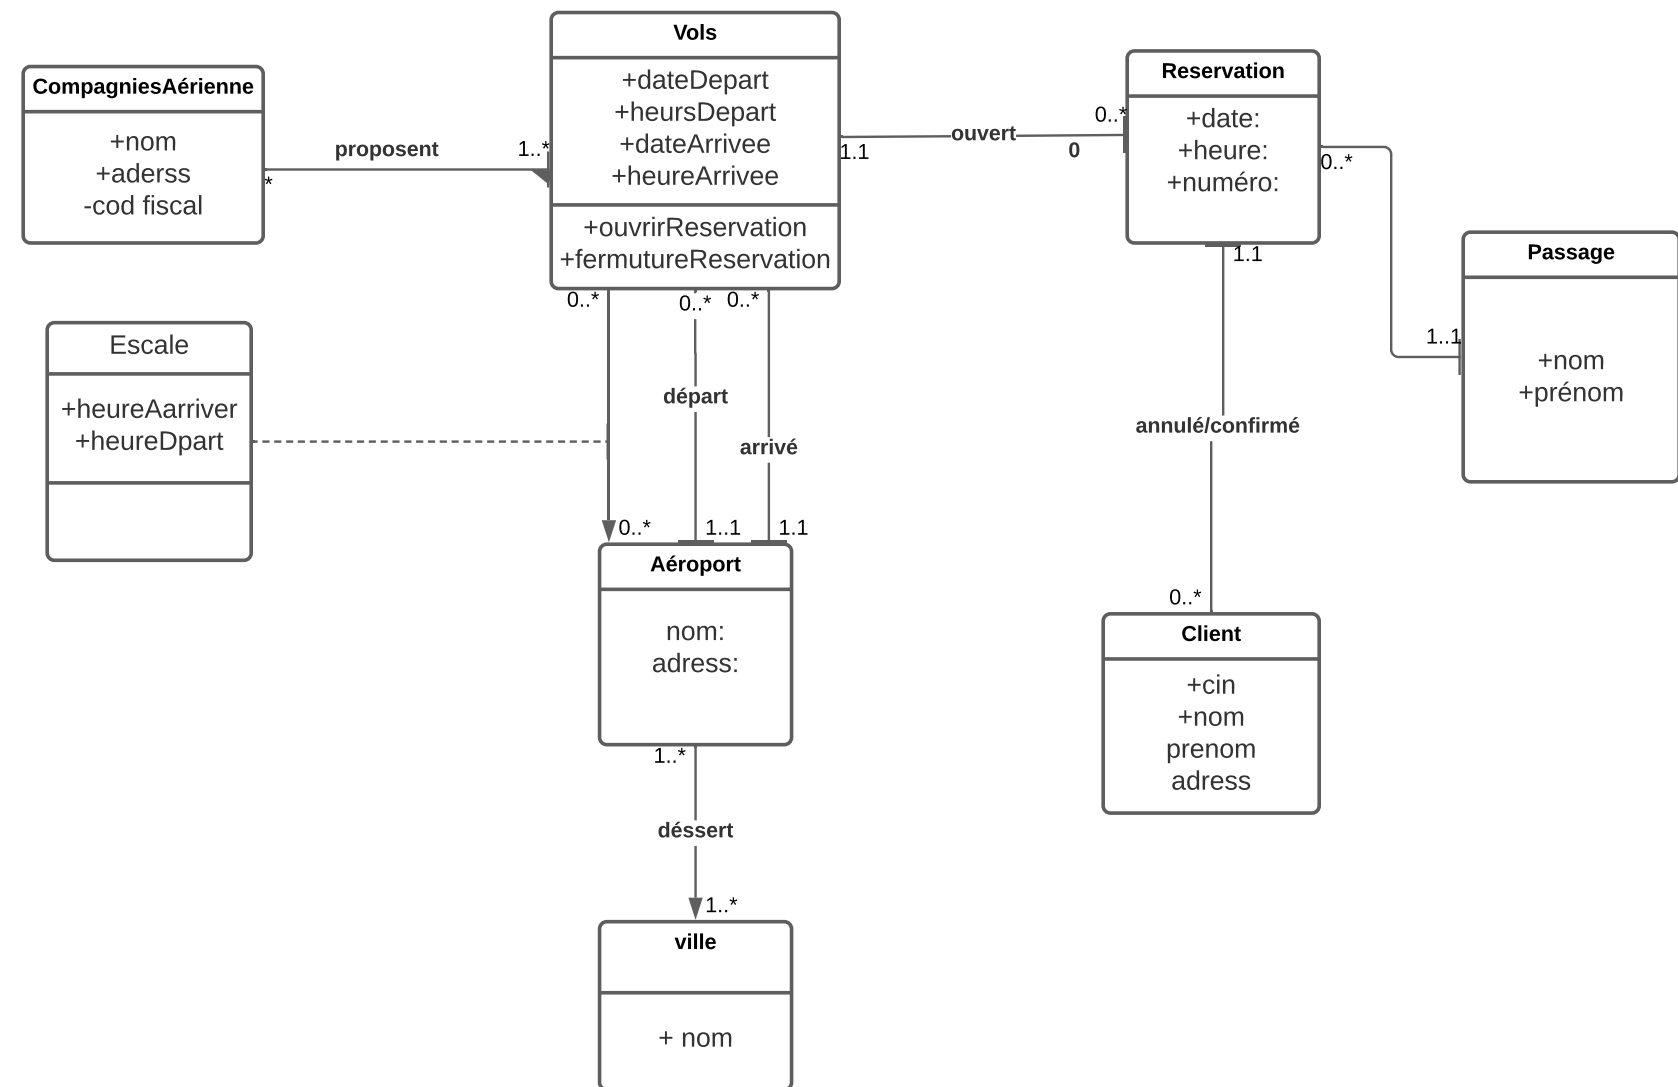 Vols
+dateDepart
+heursDepart
+dateArrivee
+heureArrivee
+ouvrirReservation
+fermutureReservation
CompagniesAérienne
+nom
+aderss
-cod fiscal
proposent
*
1..*
1.1
ouvert
0
0..*
Reservation
+date:
+heure:
+numéro:
0..*
1.1
Passage
+nom
+prénom
1..1
0..*
0..*
0..*
Escale
+heureAarriver
+heureDpart
départ
arrivé
annulé/confirmé
0..*
1..1
1.1
Aéroport
nom:
adress:
0..*
Client
+cin
+nom
prenom
adress
1..*
déssert
1..*
ville
+ nom